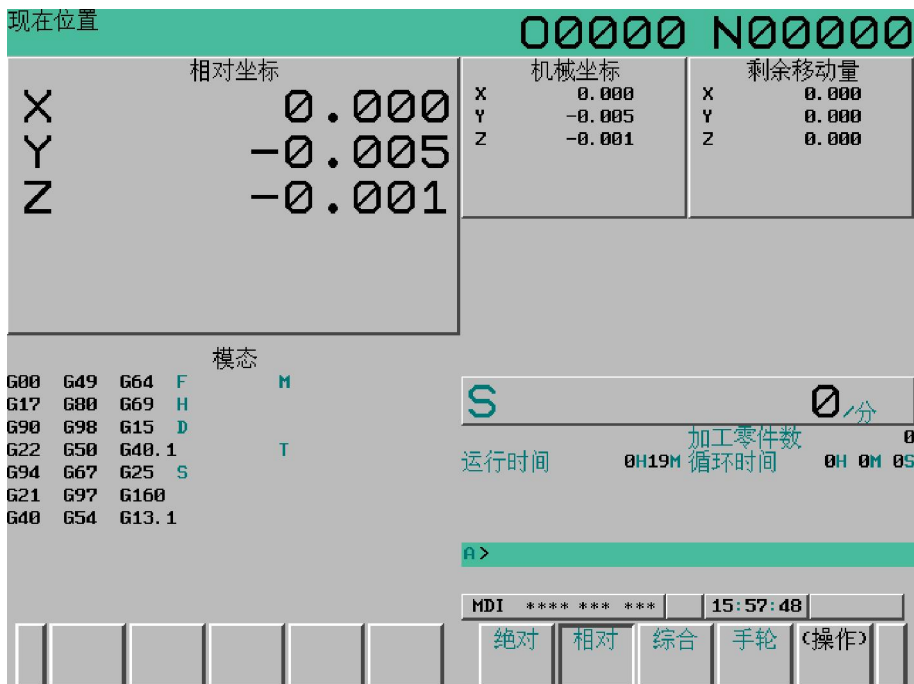 现在位置
O0000 N00000
相对坐标
X 0.000
Y -0.005
Z -0.001
机械坐标
X 0.000
Y -0.005
Z -0.001
剩余移动量
X 0.000
Y 0.000
Z 0.000
模态
G00 G49 G64 F M
G17 G80 G69 H
G90 G98 G15 D
G22 G50 G40.1 T
G94 G67 G25 S
G21 G97 G160
G40 G54 G13.1
S 0/分
加工零件数 0
运行时间 0H19M 循环时间 0H 0M 0S
A>
MDI **** *** *** 15:57:48
绝对 相对 综合 手轮 (操作)